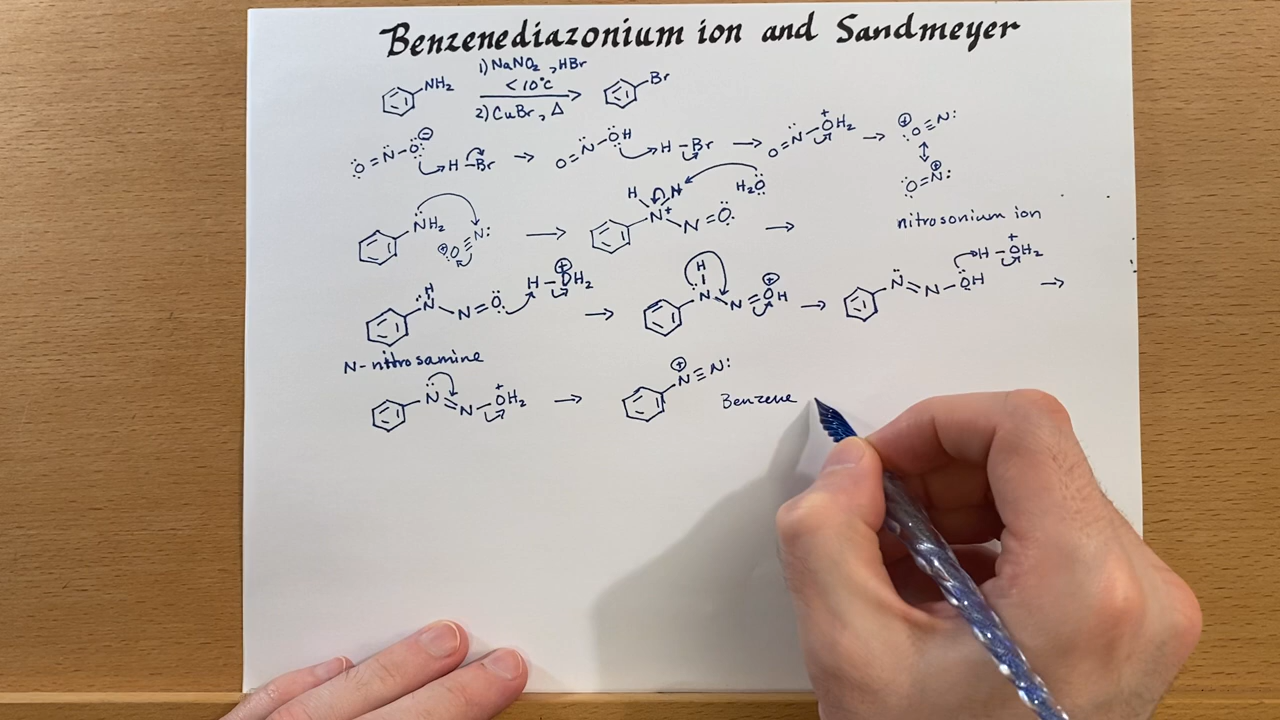 Benzenediazonium ion and Sandmeyer
NH2 1) NaNO2, HBr Br
<10°C
2) CuBr, Δ
⊖ :O=N-O: H-Br → O=N-OH H-Br → O=N-OH2 + → ⊕ :O≡N:
:O=N: ⊕
NH2 ⊕ :O≡N: → H N N+ N=O: H2O: →
nitrosonium ion
H N-N=O: H-OH2 ⊕ → H N-N=OH ⊕ → N=N-OH H-OH2 + →
N-nitrosamine
N=N-OH2 + → ⊕ N≡N: Benzene